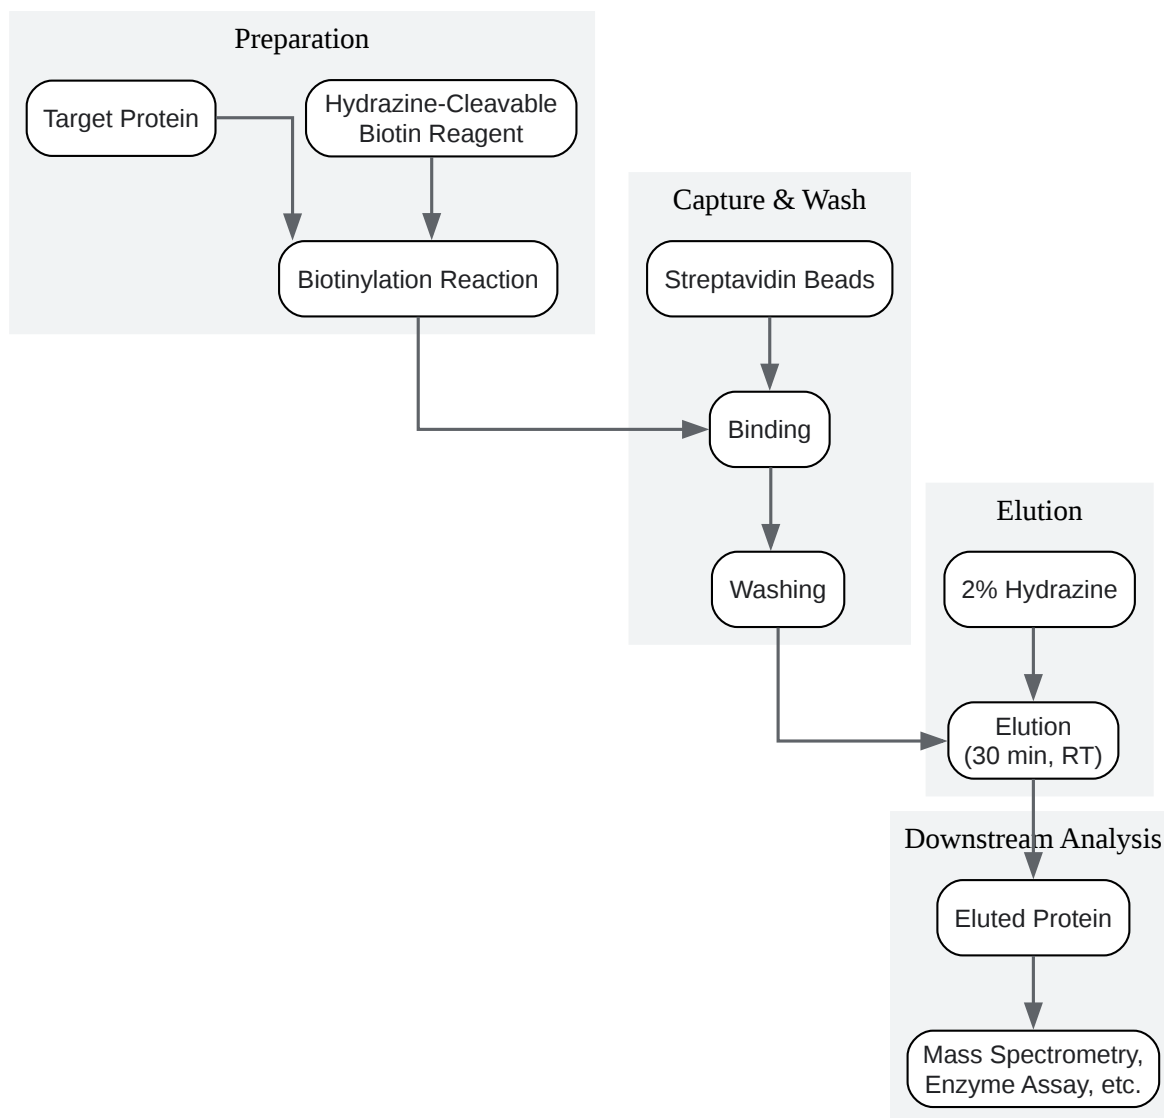 Preparation
Target Protein
Hydrazine-Cleavable
Biotin Reagent
Biotinylation Reaction
Capture & Wash
Streptavidin Beads
Binding
Washing
Elution
2% Hydrazine
Elution
(30 min, RT)
Downstream Analysis
Eluted Protein
Mass Spectrometry,
Enzyme Assay, etc.